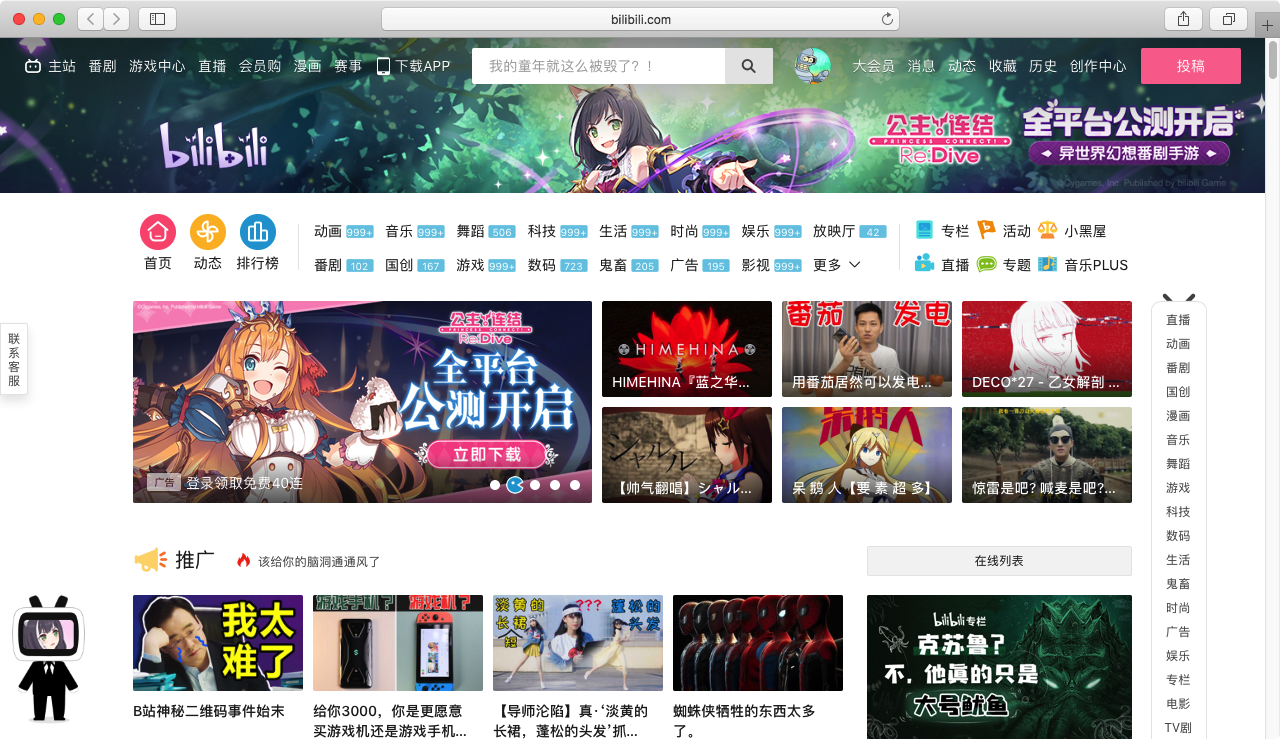 bilibili.com
主站 番剧 游戏中心 直播 会员购 漫画 赛事 下载APP
我的童年就这么被毁了？！
大会员 消息 动态 收藏 历史 创作中心 投稿
bilibili
公主连结
PRINCESS CONNECT!
Re:Dive
全平台公测开启
异世界幻想番剧手游
©Cygames, Inc. Published by bilibili Game
首页 动态 排行榜
动画 999+ 音乐 999+ 舞蹈 506 科技 999+ 生活 999+ 时尚 999+ 娱乐 999+ 放映厅 42
番剧 102 国创 167 游戏 999+ 数码 723 鬼畜 205 广告 195 影视 999+ 更多
专栏 活动 小黑屋
直播 专题 音乐PLUS
联系客服
公主连结
Re:Dive
全平台
公测开启
立即下载
广告 登录领取免费40连
HIMEHINA
HIMEHINA『蓝之华...
番茄 发电
用番茄居然可以发电...
DECO*27 - 乙女解剖 ...
シャルル
【帅气翻唱】シャル...
呆鹅人
呆 鹅 人【要 素 超 多】
惊雷是吧? 喊麦是吧?...
直播
动画
番剧
国创
漫画
音乐
舞蹈
游戏
科技
数码
生活
鬼畜
时尚
广告
娱乐
专栏
电影
TV剧
推广
该给你的脑洞通通风了
在线列表
我太
难了
B站神秘二维码事件始末
游戏手机？ 游戏机？
给你3000，你是更愿意
买游戏机还是游戏手机...
淡黄的
长裙
短
???
蓬松的
头发
【导师沦陷】真·‘淡黄的
长裙，蓬松的头发’抓...
蜘蛛侠牺牲的东西太多
了。
bilibili专栏
克苏鲁？
不，他真的只是
大号鱿鱼